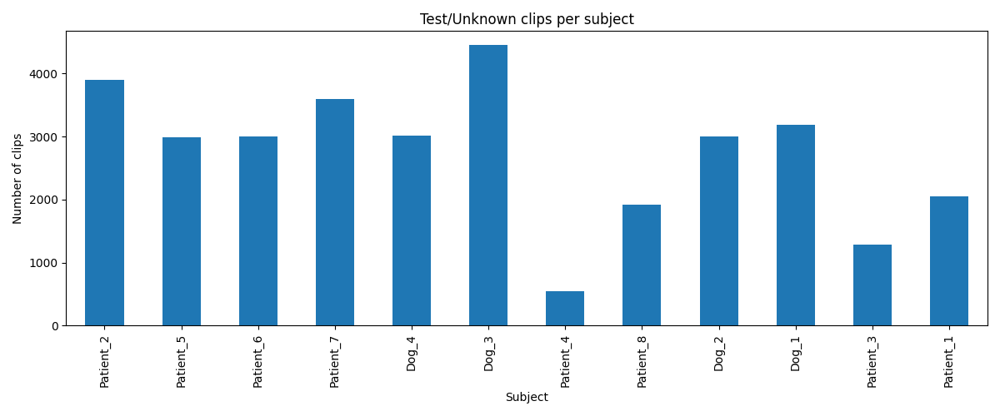 Test/Unknown clips per subject
Number of clips
4000
3000
2000
1000
0
Patient_2
Patient_5
Patient_6
Patient_7
Dog_4
Dog_3
Patient_4
Patient_8
Dog_2
Dog_1
Patient_3
Patient_1
Subject